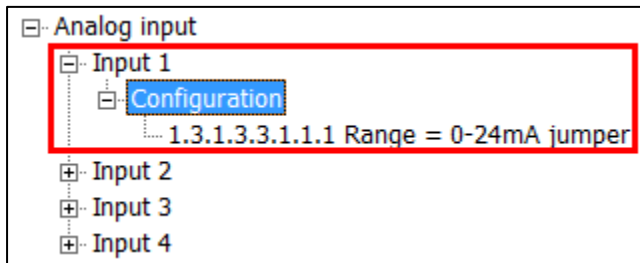 Analog input
Input 1
Configuration
1.3.1.3.3.1.1.1 Range = 0-24mA jumper
Input 2
Input 3
Input 4